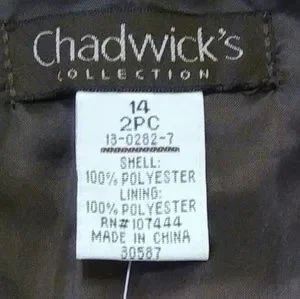 Chadwick's
COLLECTION
14
2PC
13-0282-7
SHELL:
100% POLYESTER
LINING:
100% POLYESTER
RN#107444
MADE IN CHINA
30587